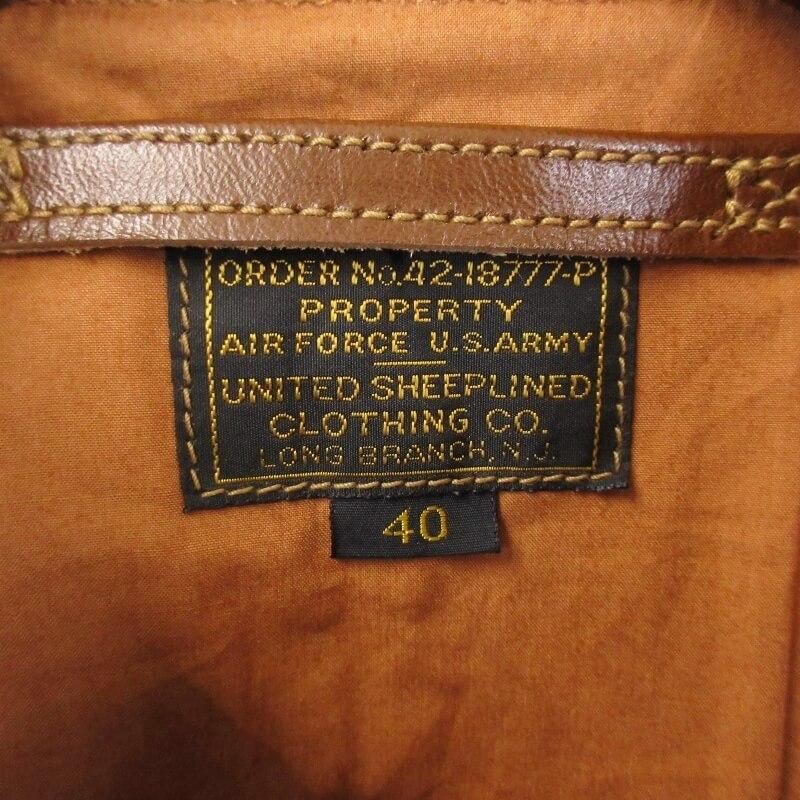 ORDER No. 42-18777-P
PROPERTY
AIR FORCE U.S. ARMY
UNITED SHEEPLINED
CLOTHING CO.
LONG BRANCH, N.J.
40